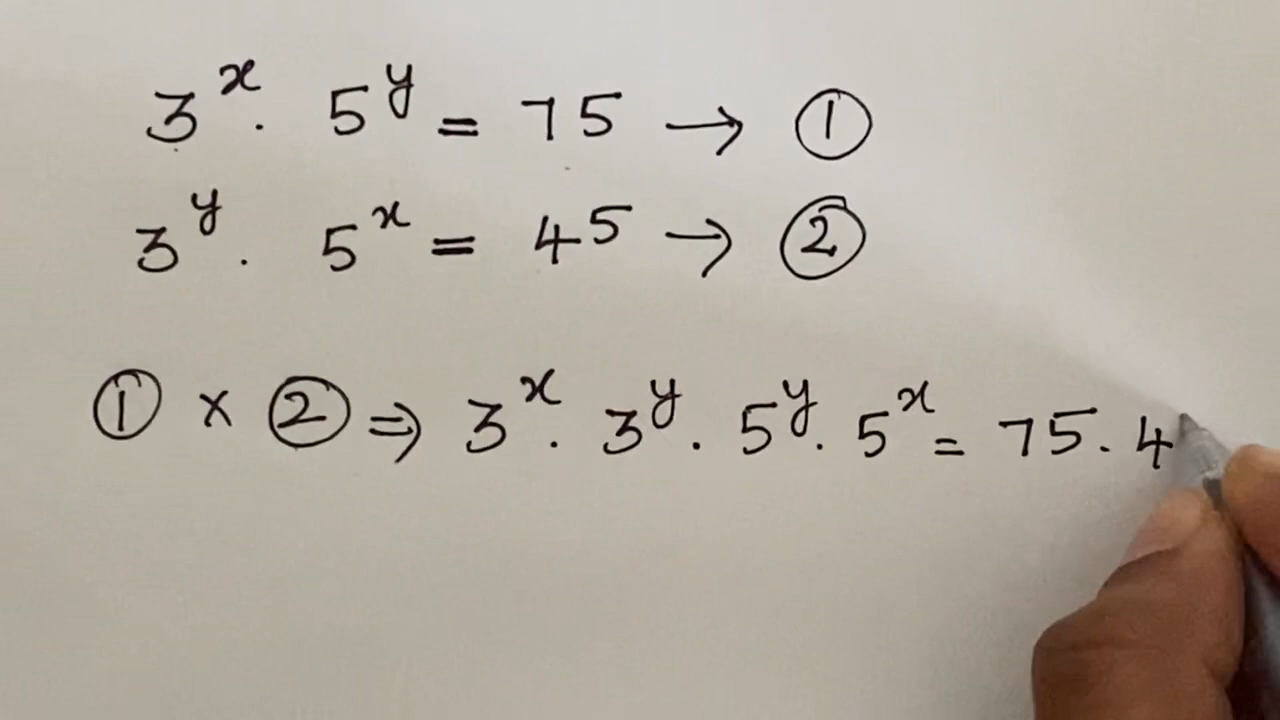 3^x · 5^y = 75 → ①
3^y · 5^x = 45 → ②
① × ② ⇒ 3^x · 3^y · 5^y · 5^x = 75 · 4